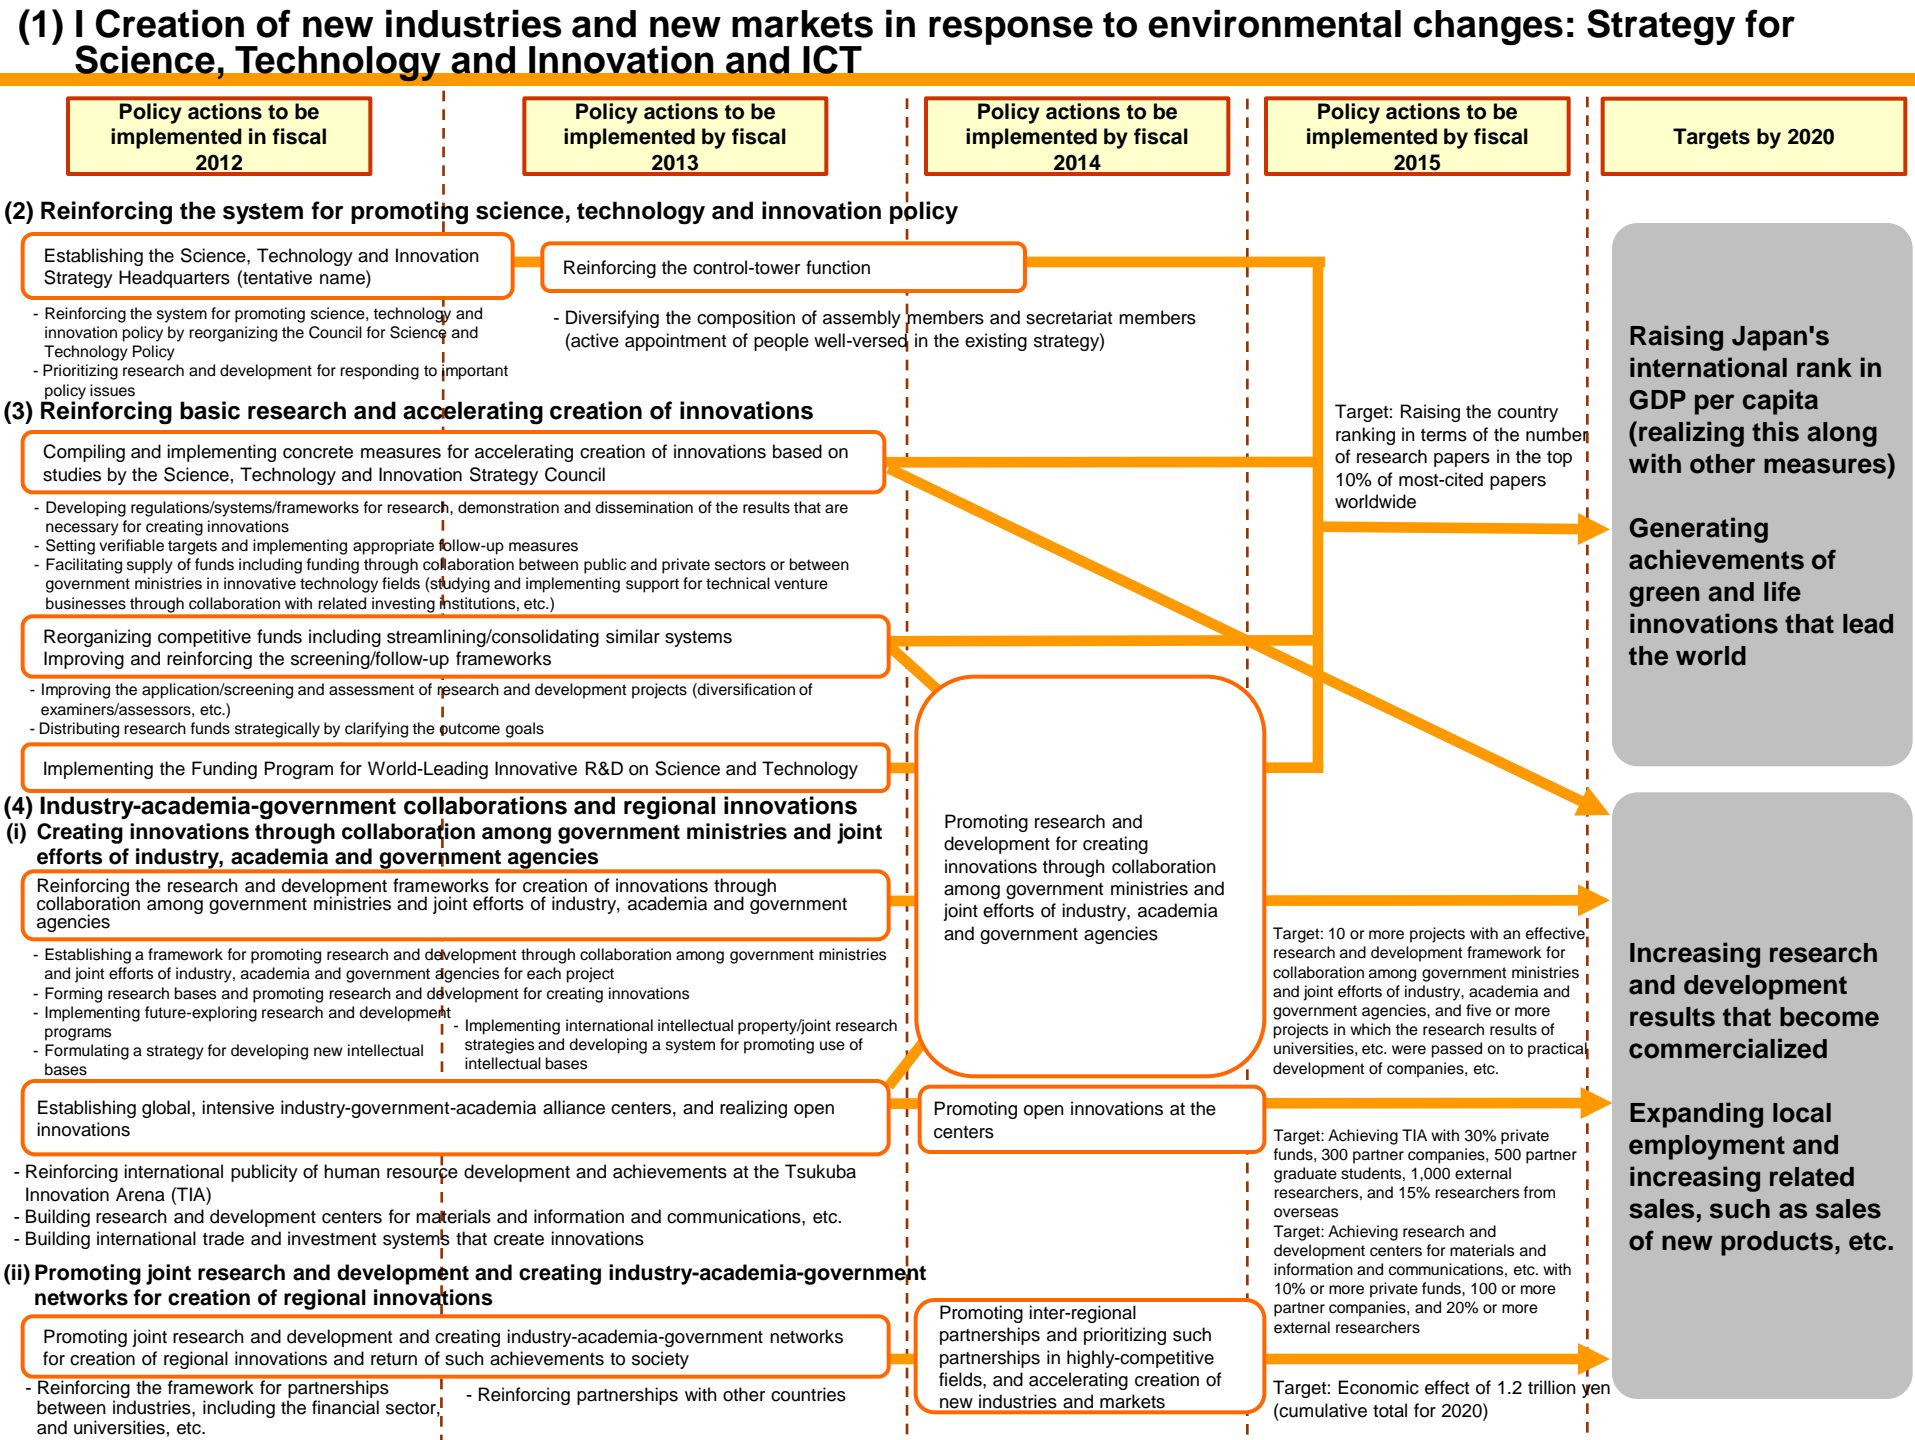 (1) I Creation of new industries and new markets in response to environmental changes: Strategy for
Science, Technology and Innovation and ICT
Policy actions to be
implemented in fiscal
2012
Policy actions to be
implemented by fiscal
2013
Policy actions to be
implemented by fiscal
2014
Policy actions to be
implemented by fiscal
2015
Targets by 2020
(2) Reinforcing the system for promoting science, technology and innovation policy
Establishing the Science, Technology and Innovation
Strategy Headquarters (tentative name)
Reinforcing the control-tower function
- Reinforcing the system for promoting science, technology and
innovation policy by reorganizing the Council for Science and
Technology Policy
- Prioritizing research and development for responding to important
policy issues
- Diversifying the composition of assembly members and secretariat members
(active appointment of people well-versed in the existing strategy)
(3) Reinforcing basic research and accelerating creation of innovations
Compiling and implementing concrete measures for accelerating creation of innovations based on
studies by the Science, Technology and Innovation Strategy Council
- Developing regulations/systems/frameworks for research, demonstration and dissemination of the results that are
necessary for creating innovations
- Setting verifiable targets and implementing appropriate follow-up measures
- Facilitating supply of funds including funding through collaboration between public and private sectors or between
government ministries in innovative technology fields (studying and implementing support for technical venture
businesses through collaboration with related investing institutions, etc.)
Reorganizing competitive funds including streamlining/consolidating similar systems
Improving and reinforcing the screening/follow-up frameworks
- Improving the application/screening and assessment of research and development projects (diversification of
examiners/assessors, etc.)
- Distributing research funds strategically by clarifying the outcome goals
Implementing the Funding Program for World-Leading Innovative R&D on Science and Technology
Target: Raising the country
ranking in terms of the number
of research papers in the top
10% of most-cited papers
worldwide
Raising Japan's
international rank in
GDP per capita
(realizing this along
with other measures)
Generating
achievements of
green and life
innovations that lead
the world
(4) Industry-academia-government collaborations and regional innovations
(i) Creating innovations through collaboration among government ministries and joint
efforts of industry, academia and government agencies
Reinforcing the research and development frameworks for creation of innovations through
collaboration among government ministries and joint efforts of industry, academia and government
agencies
- Establishing a framework for promoting research and development through collaboration among government ministries
and joint efforts of industry, academia and government agencies for each project
- Forming research bases and promoting research and development for creating innovations
- Implementing future-exploring research and development
programs
- Formulating a strategy for developing new intellectual
bases
- Implementing international intellectual property/joint research
strategies and developing a system for promoting use of
intellectual bases
Promoting research and
development for creating
innovations through collaboration
among government ministries and
joint efforts of industry, academia
and government agencies
Target: 10 or more projects with an effective
research and development framework for
collaboration among government ministries
and joint efforts of industry, academia and
government agencies, and five or more
projects in which the research results of
universities, etc. were passed on to practical
development of companies, etc.
Establishing global, intensive industry-government-academia alliance centers, and realizing open
innovations
Promoting open innovations at the
centers
- Reinforcing international publicity of human resource development and achievements at the Tsukuba
Innovation Arena (TIA)
- Building research and development centers for materials and information and communications, etc.
- Building international trade and investment systems that create innovations
Target: Achieving TIA with 30% private
funds, 300 partner companies, 500 partner
graduate students, 1,000 external
researchers, and 15% researchers from
overseas
Target: Achieving research and
development centers for materials and
information and communications, etc. with
10% or more private funds, 100 or more
partner companies, and 20% or more
external researchers
Increasing research
and development
results that become
commercialized
Expanding local
employment and
increasing related
sales, such as sales
of new products, etc.
(ii) Promoting joint research and development and creating industry-academia-government
networks for creation of regional innovations
Promoting joint research and development and creating industry-academia-government networks
for creation of regional innovations and return of such achievements to society
- Reinforcing the framework for partnerships
between industries, including the financial sector,
and universities, etc.
- Reinforcing partnerships with other countries
Promoting inter-regional
partnerships and prioritizing such
partnerships in highly-competitive
fields, and accelerating creation of
new industries and markets
Target: Economic effect of 1.2 trillion yen
(cumulative total for 2020)